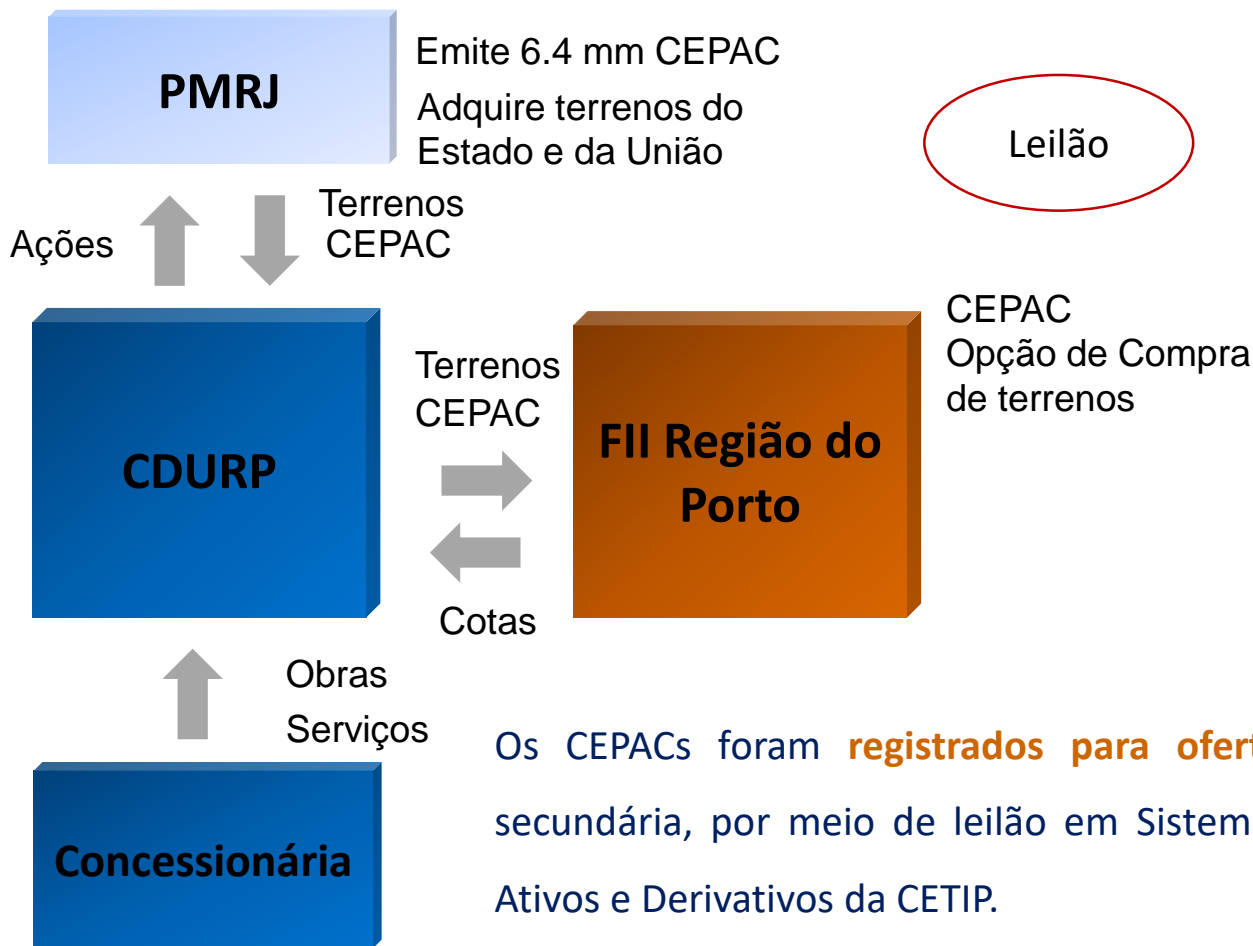 PMRJ
Emite 6.4 mm CEPAC
Adquire terrenos do
Estado e da União
Leilão
Ações
Terrenos
CEPAC
CDURP
Terrenos
CEPAC
Cotas
FII Região do
Porto
CEPAC
Opção de Compra
de terrenos
Obras
Serviços
Concessionária
Os CEPACs foram registrados para ofert
secundária, por meio de leilão em Sistem
Ativos e Derivativos da CETIP.